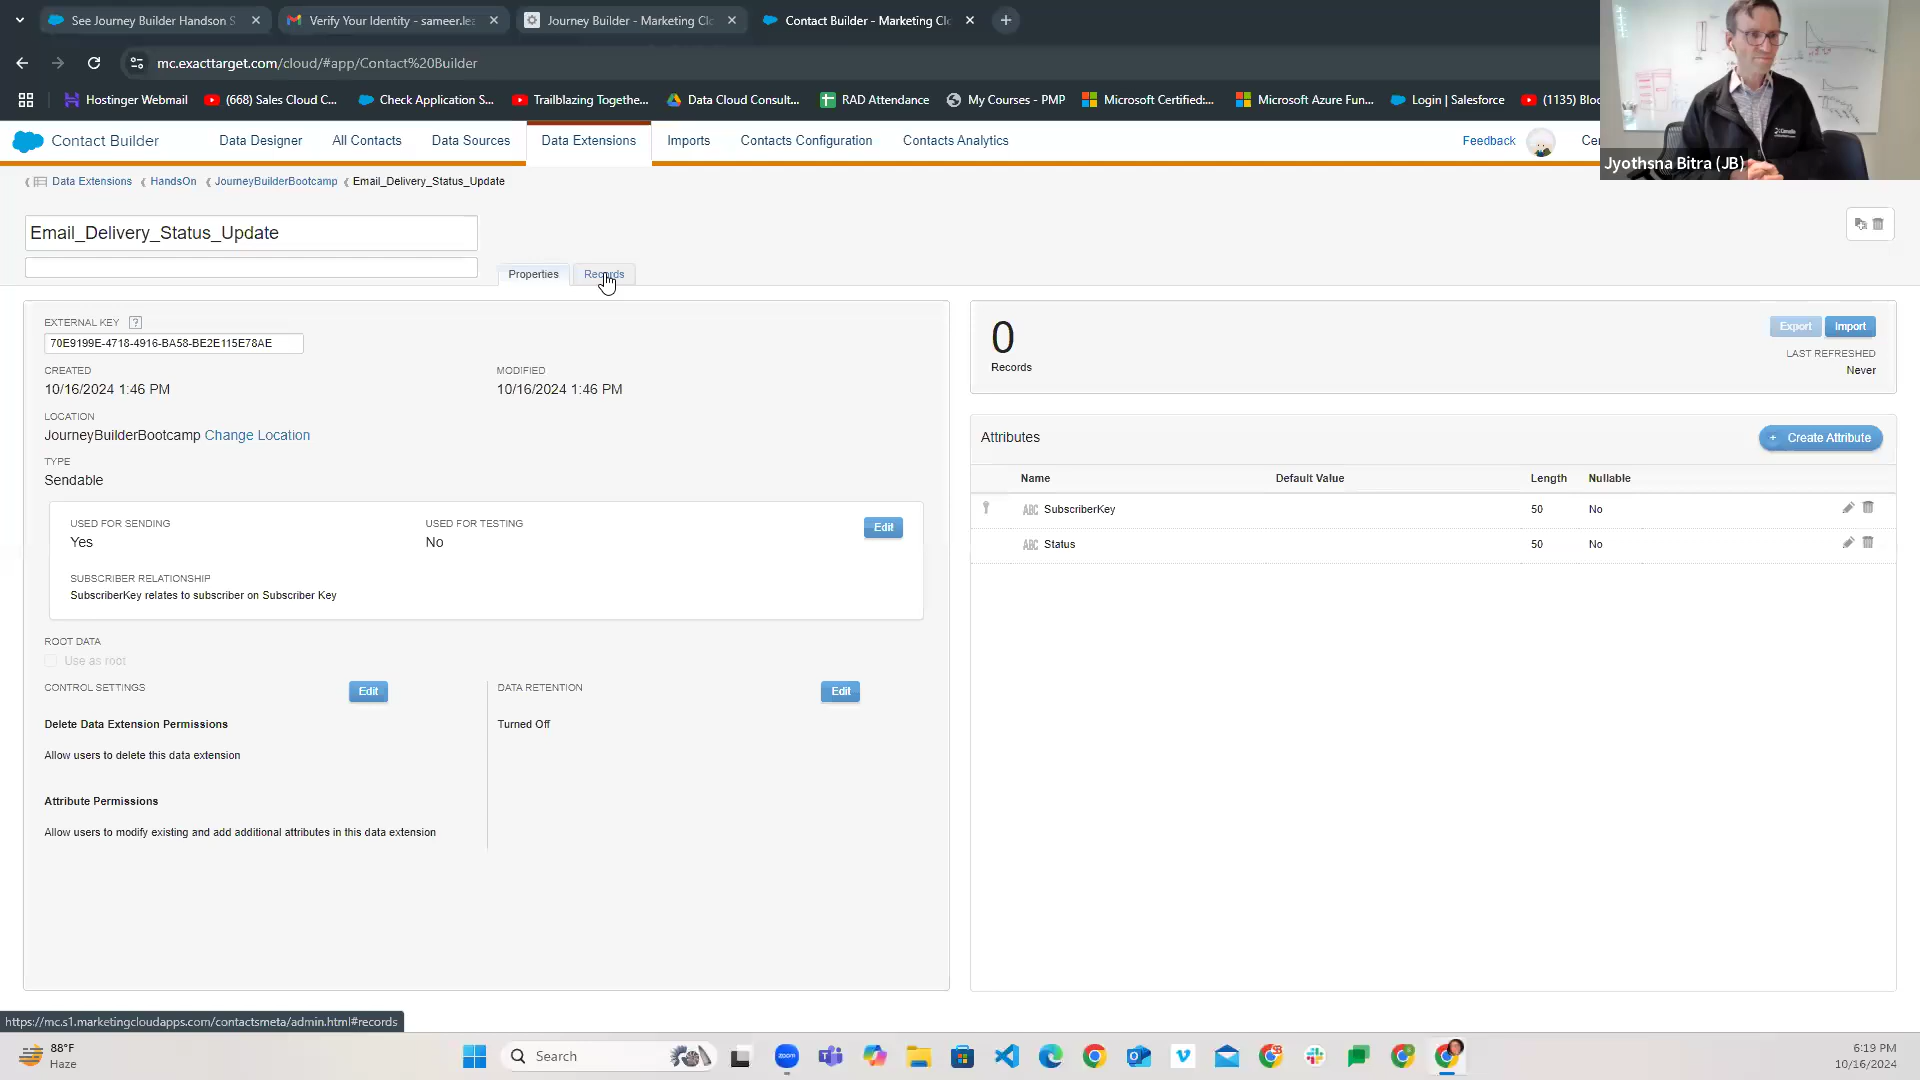 See Journey Builder Handson S
Verify Your Identity - sameer.le
Journey Builder - Marketing Cl
Contact Builder - Marketing Clo
mc.exacttarget.com/cloud/#app/Contact%20Builder
Hostinger Webmail
(668) Sales Cloud C...
Check Application S...
Trailblazing Togethe...
Data Cloud Consult...
RAD Attendance
My Courses - PMP
Microsoft Certified:...
Microsoft Azure Fun...
Login | Salesforce
(1135) Bloc
Contact Builder
Data Designer
All Contacts
Data Sources
Data Extensions
Imports
Contacts Configuration
Contacts Analytics
Feedback
Cer
Jyothsna Bitra (JB)
Data Extensions
HandsOn
JourneyBuilderBootcamp
Email_Delivery_Status_Update
Email_Delivery_Status_Update
Properties
Records
EXTERNAL KEY ?
70E9199E-4718-4916-BA58-BE2E115E78AE
CREATED
10/16/2024 1:46 PM
MODIFIED
10/16/2024 1:46 PM
LOCATION
JourneyBuilderBootcamp Change Location
TYPE
Sendable
USED FOR SENDING
Yes
USED FOR TESTING
No
Edit
SUBSCRIBER RELATIONSHIP
SubscriberKey relates to subscriber on Subscriber Key
ROOT DATA
Use as root
CONTROL SETTINGS
Edit
Delete Data Extension Permissions
Allow users to delete this data extension
Attribute Permissions
Allow users to modify existing and add additional attributes in this data extension
DATA RETENTION
Edit
Turned Off
0
Records
Export
Import
LAST REFRESHED
Never
Attributes
+ Create Attribute
Name Default Value Length Nullable
ABC SubscriberKey 50 No
ABC Status 50 No
https://mc.s1.marketingcloudapps.com/contactsmeta/admin.html#records
88°F
Haze
Search
zoom
6:19 PM
10/16/2024